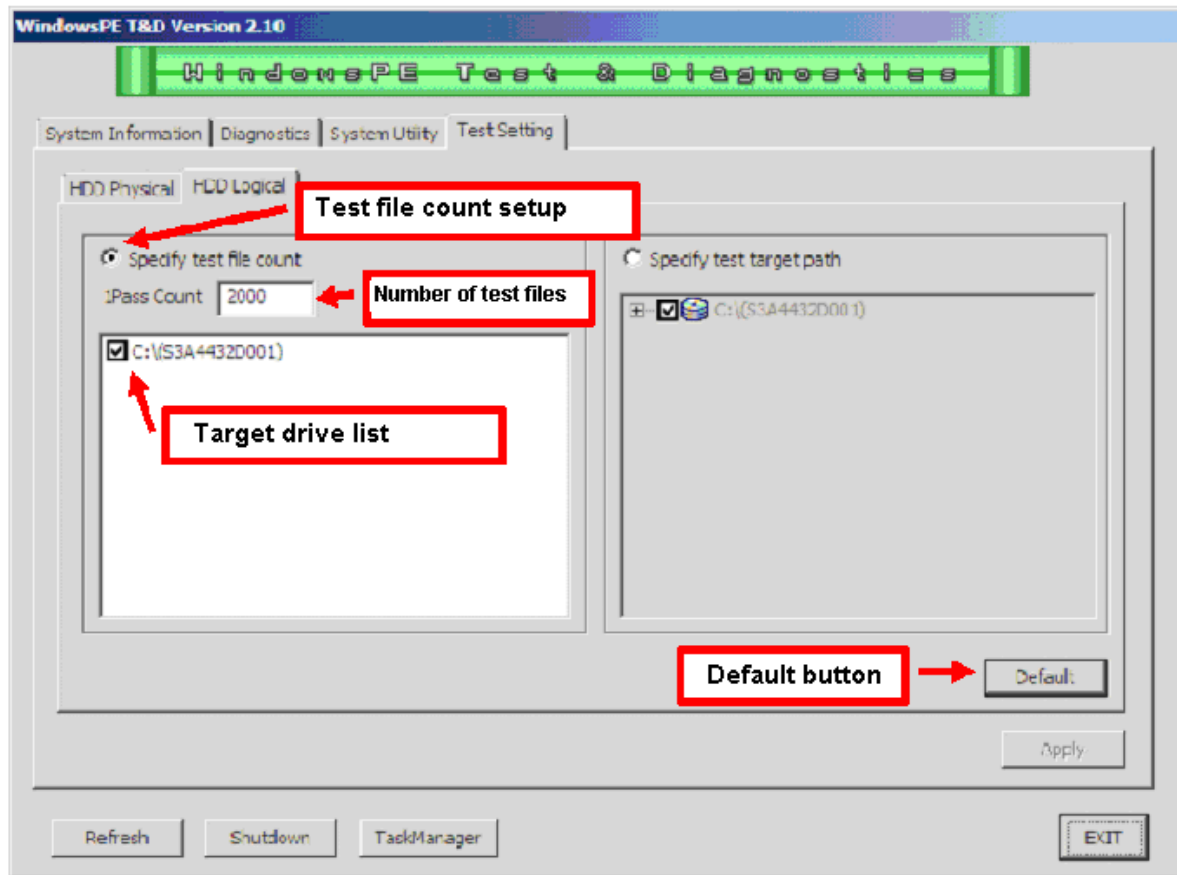 WindowsPE T&D Version 2.10
WindowsPE Test & Diagnostics
System Information Diagnostics System Utility Test Setting
HDD Physical HDD Logical
Test file count setup
Specify test file count
Specify test target path
1Pass Count 2000
Number of test files
C:\(S3A4432D001)
C:\(S3A4432D001)
Target drive list
Default button
Default
Apply
Refresh Shutdown TaskManager EXIT